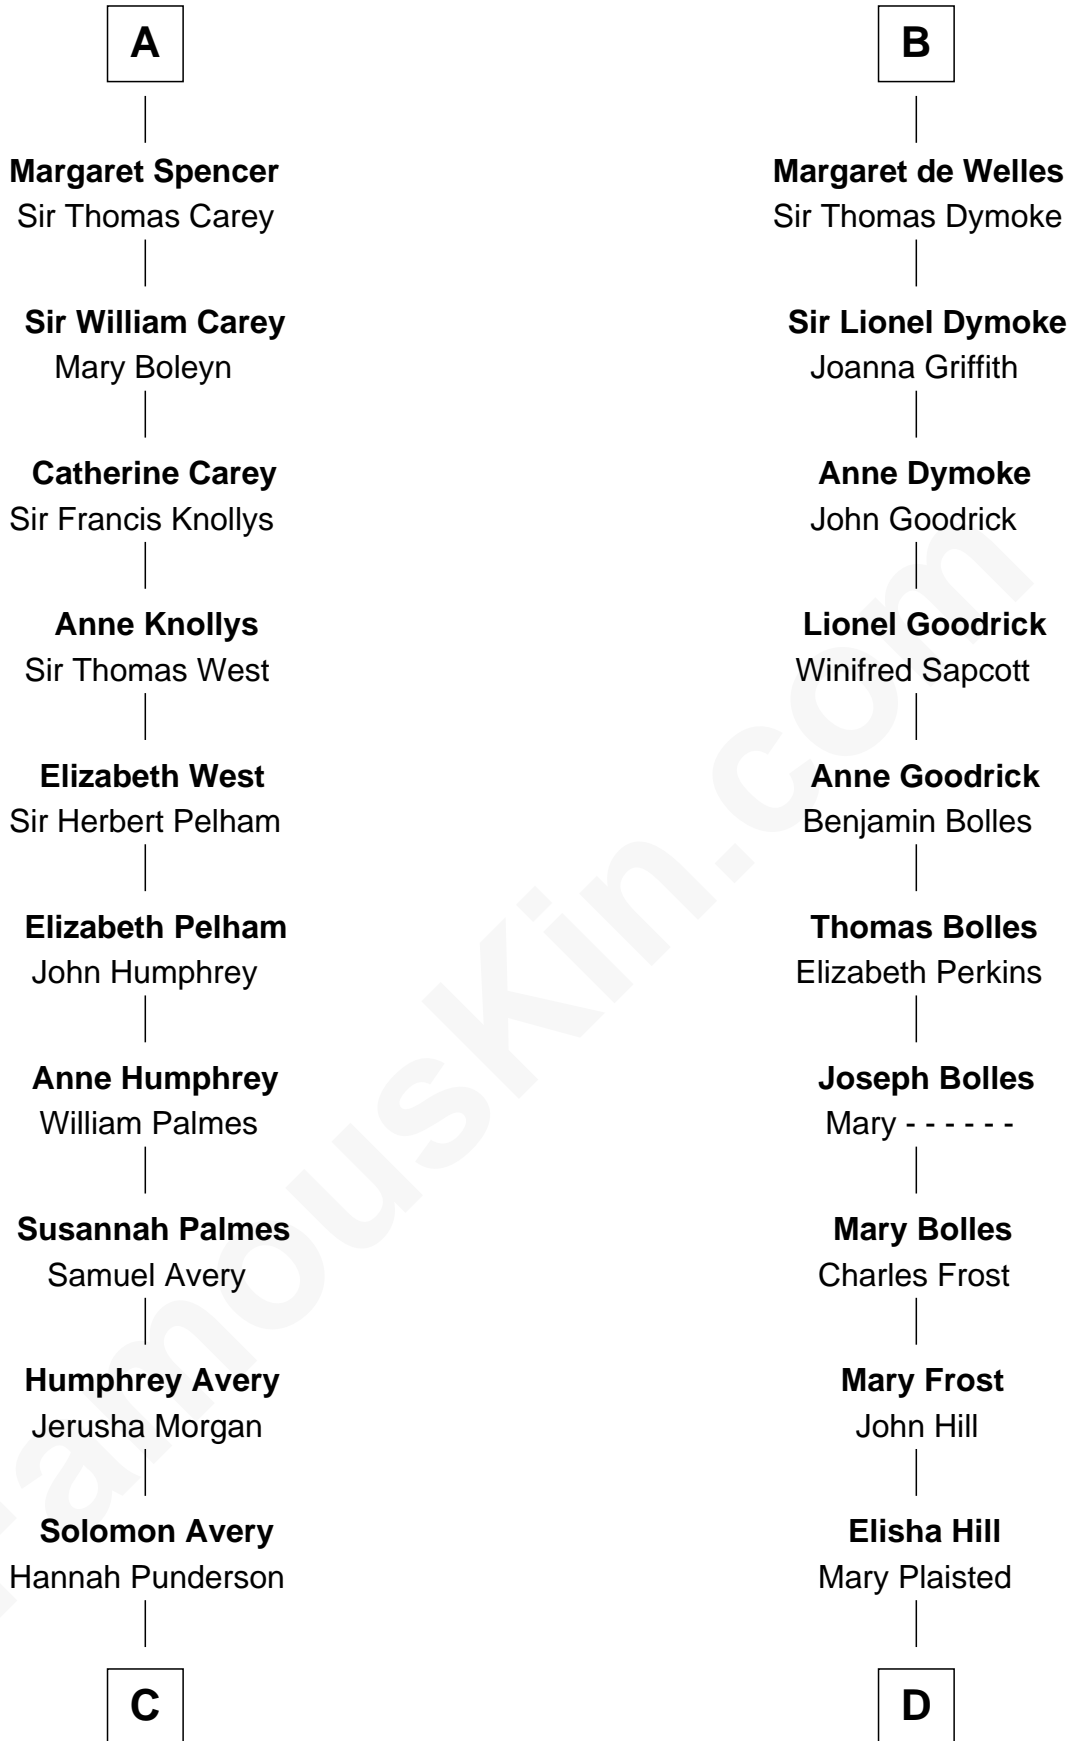 A
Margaret Spencer
Sir Thomas Carey
Sir William Carey
Mary Boleyn
Catherine Carey
Sir Francis Knollys
Anne Knollys
Sir Thomas West
Elizabeth West
Sir Herbert Pelham
Elizabeth Pelham
John Humphrey
Anne Humphrey
William Palmes
Susannah Palmes
Samuel Avery
Humphrey Avery
Jerusha Morgan
Solomon Avery
Hannah Punderson
C
B
Margaret de Welles
Sir Thomas Dymoke
Sir Lionel Dymoke
Joanna Griffith
Anne Dymoke
John Goodrick
Lionel Goodrick
Winifred Sapcott
Anne Goodrick
Benjamin Bolles
Thomas Bolles
Elizabeth Perkins
Joseph Bolles
Mary - - - - - -
Mary Bolles
Charles Frost
Mary Frost
John Hill
Elisha Hill
Mary Plaisted
D
FamousKin.com